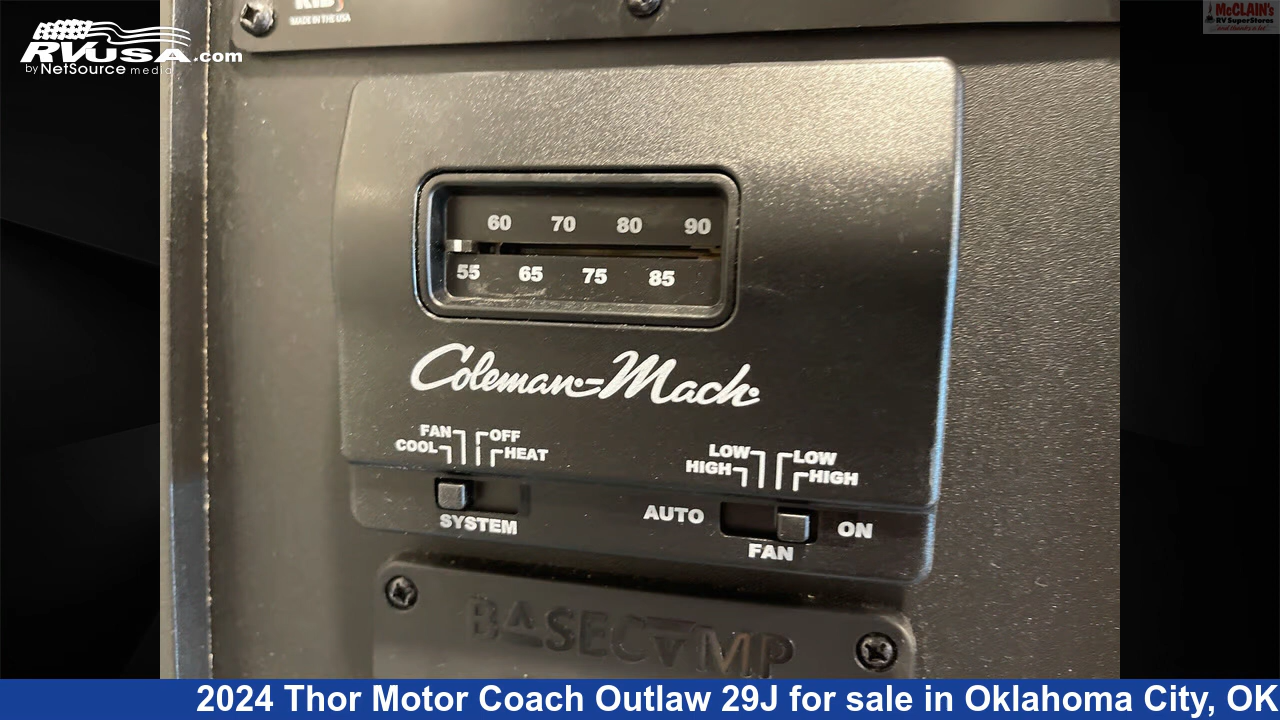 MADE IN THE USA
McCLAIN'S
RV SuperStores
RVUSA.com
by NetSource media
60 70 80 90
55 65 75 85
Coleman-Mach
FAN OFF
COOL HEAT
LOW LOW
HIGH HIGH
SYSTEM
AUTO ON
FAN
BASECAMP
2024 Thor Motor Coach Outlaw 29J for sale in Oklahoma City, OK